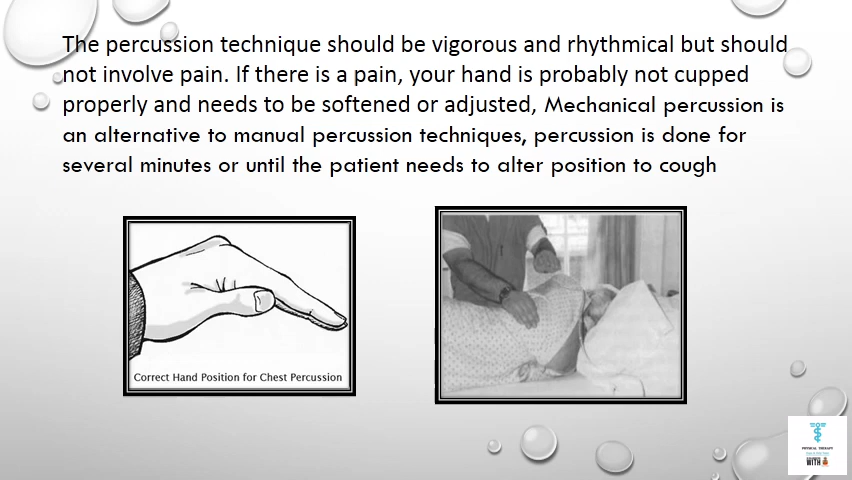 The percussion technique should be vigorous and rhythmical but should
not involve pain. If there is a pain, your hand is probably not cupped
properly and needs to be softened or adjusted, Mechanical percussion is
an alternative to manual percussion techniques, percussion is done for
several minutes or until the patient needs to alter position to cough
Correct Hand Position for Chest Percussion
PHYSICAL THERAPY
WITH